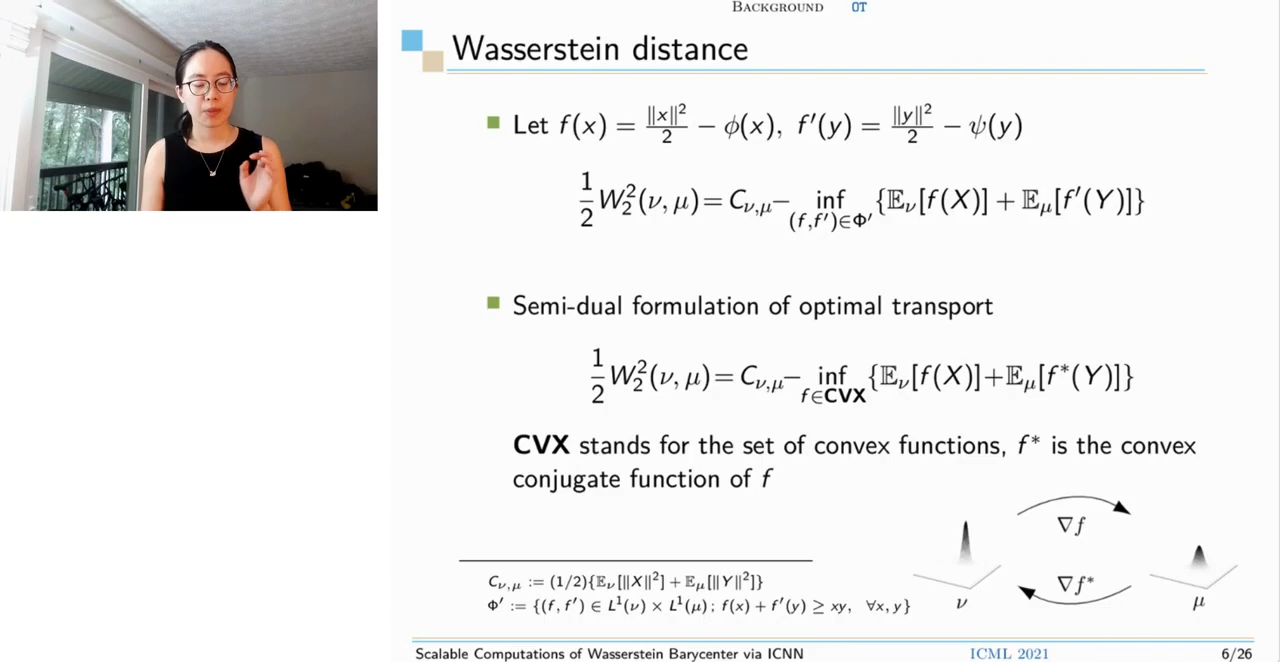 BACKGROUND OT
Wasserstein distance
Let f(x) = ‖x‖²/2 − ϕ(x), f′(y) = ‖y‖²/2 − ψ(y)
1/2 W₂²(ν, μ) = C_ν,μ − inf_(f,f′)∈Φ′ {𝔼_ν[f(X)] + 𝔼_μ[f′(Y)]}
Semi-dual formulation of optimal transport
1/2 W₂²(ν, μ) = C_ν,μ − inf_f∈CVX {𝔼_ν[f(X)]+𝔼_μ[f*(Y)]}
CVX stands for the set of convex functions, f* is the convex
conjugate function of f
∇f
∇f*
ν
μ
C_ν,μ := (1/2){𝔼_ν[‖X‖²] + 𝔼_μ[‖Y‖²]}
Φ′ := {(f, f′) ∈ L¹(ν) × L¹(μ); f(x) + f′(y) ≥ xy, ∀x, y}
Scalable Computations of Wasserstein Barycenter via ICNN ICML 2021 6/26